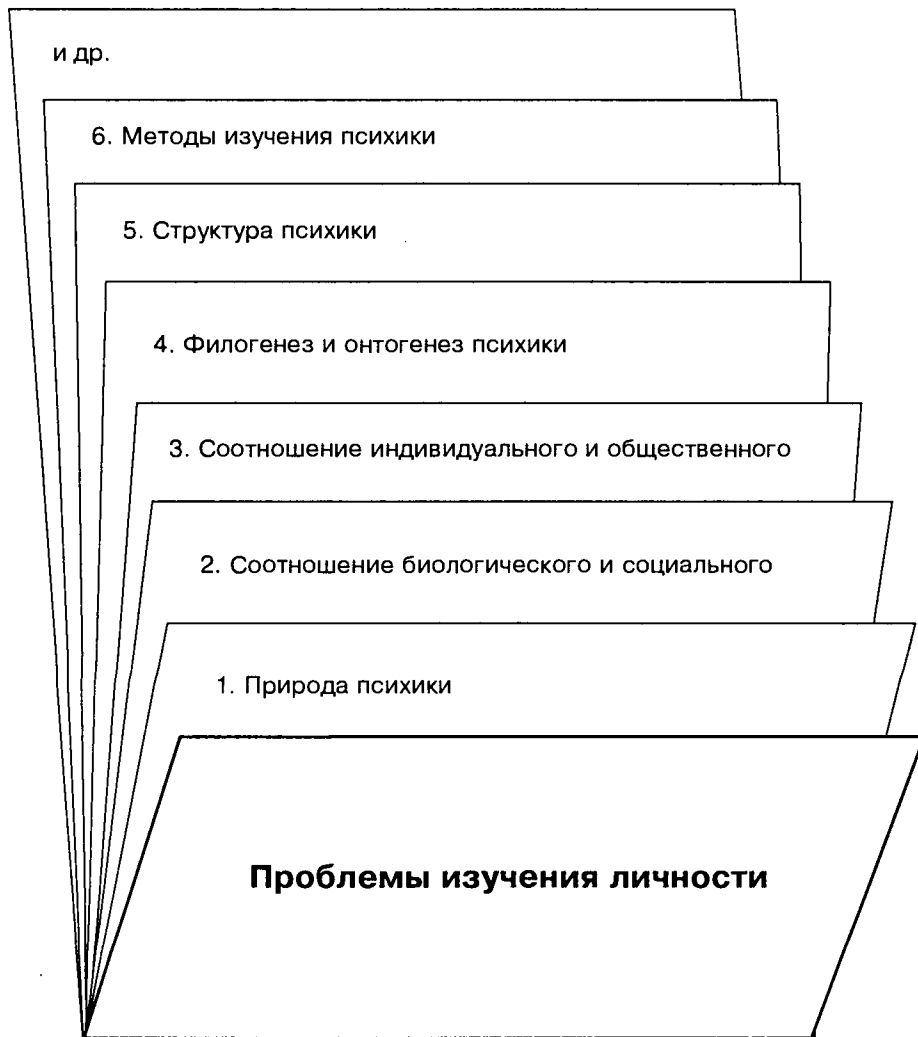 и др.
6. Методы изучения психики
5. Структура психики
4. Филогенез и онтогенез психики
3. Соотношение индивидуального и общественного
2. Соотношение биологического и социального
1. Природа психики
Проблемы изучения личности